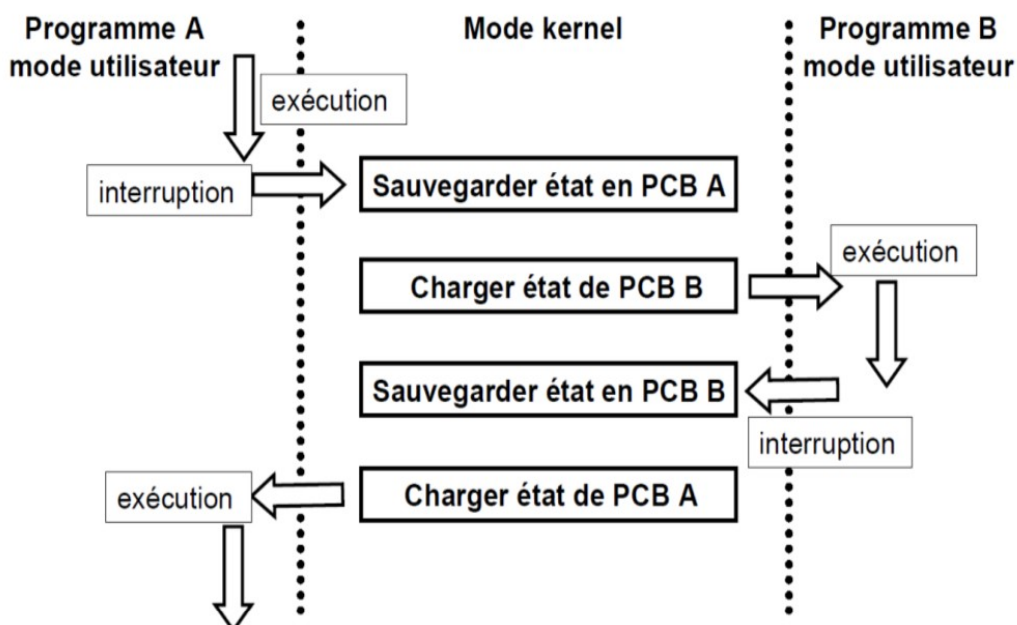 Programme A
mode utilisateur
Mode kernel
Programme B
mode utilisateur
exécution
interruption
Sauvegarder état en PCB A
exécution
Charger état de PCB B
Sauvegarder état en PCB B
interruption
exécution
Charger état de PCB A